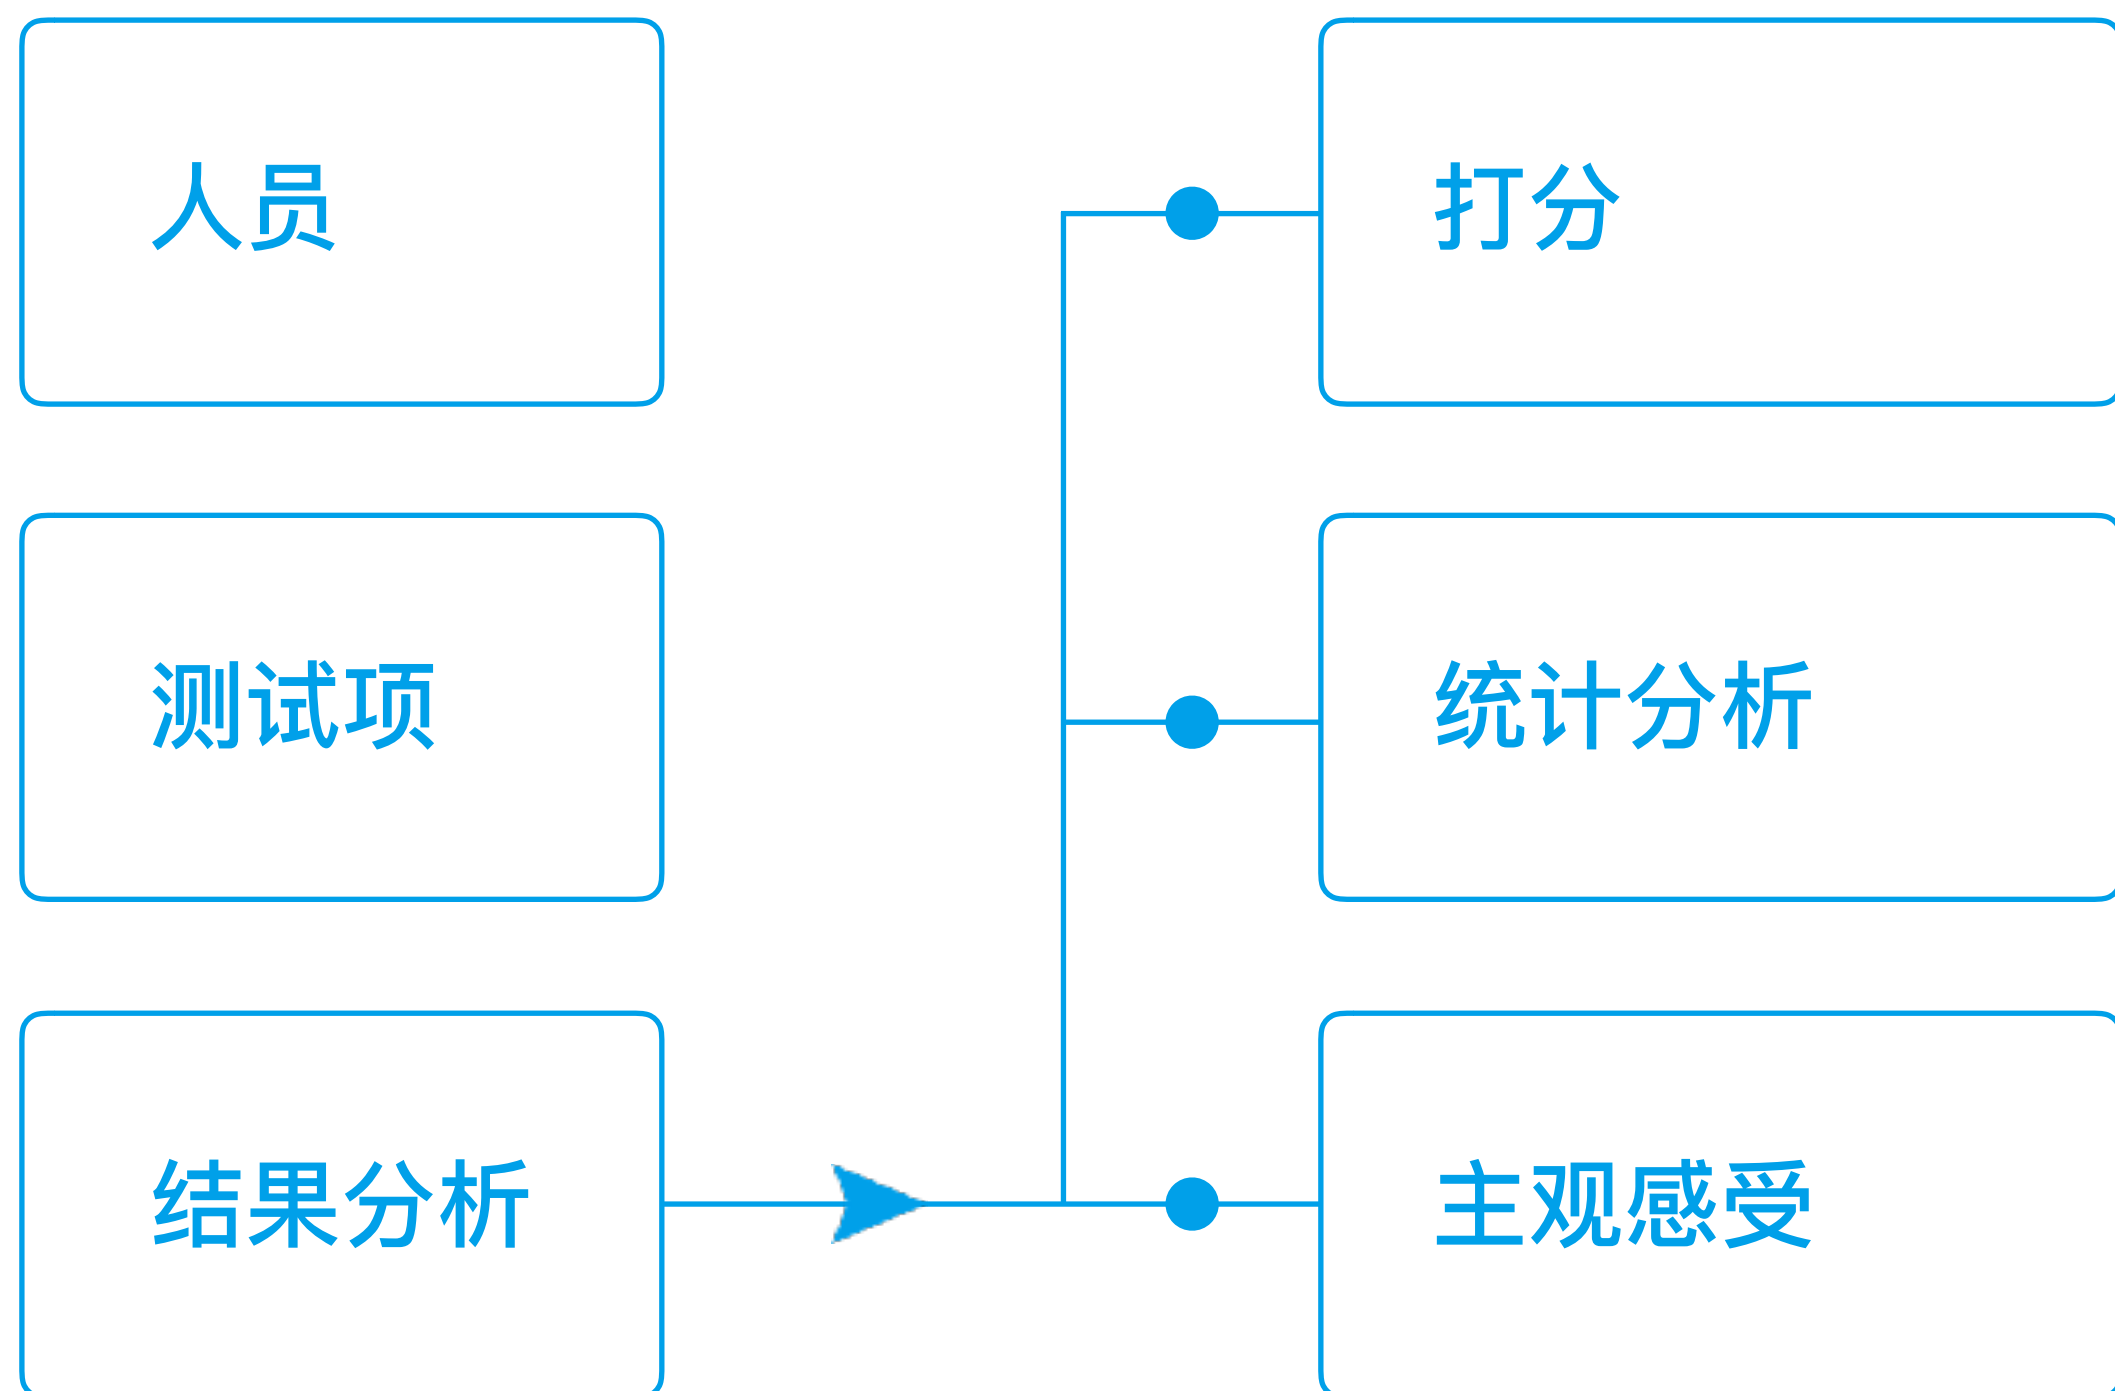 人员
打分
测试项
统计分析
结果分析
主观感受